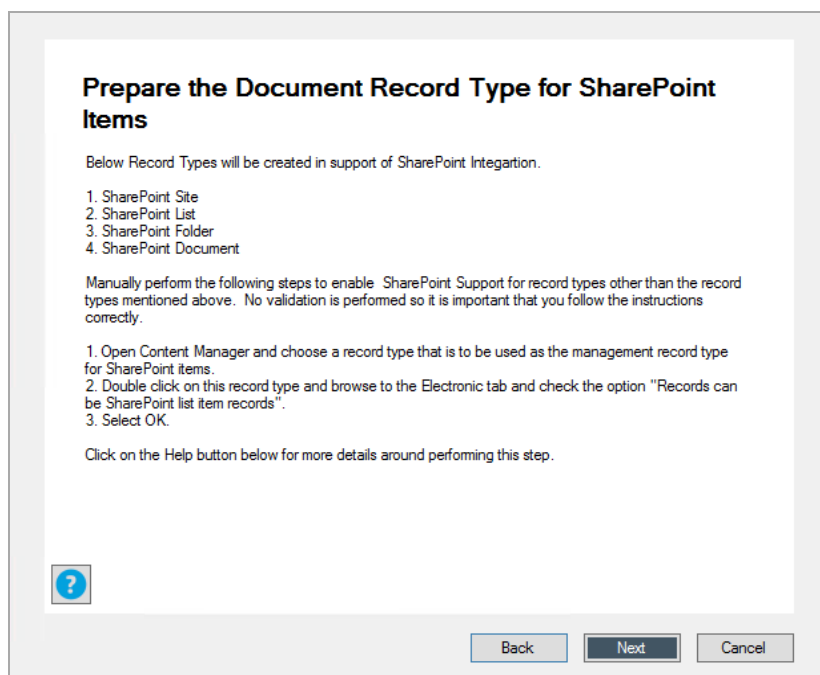 Prepare the Document Record Type for SharePoint
Items
Below Record Types will be created in support of SharePoint Integartion.
1. SharePoint Site
2. SharePoint List
3. SharePoint Folder
4. SharePoint Document
Manually perform the following steps to enable  SharePoint Support for record types other than the record
types mentioned above.  No validation is performed so it is important that you follow the instructions
correctly.
1. Open Content Manager and choose a record type that is to be used as the management record type
for SharePoint items.
2. Double click on this record type and browse to the Electronic tab and check the option "Records can
be SharePoint list item records".
3. Select OK.
Click on the Help button below for more details around performing this step.
?
Back Next Cancel